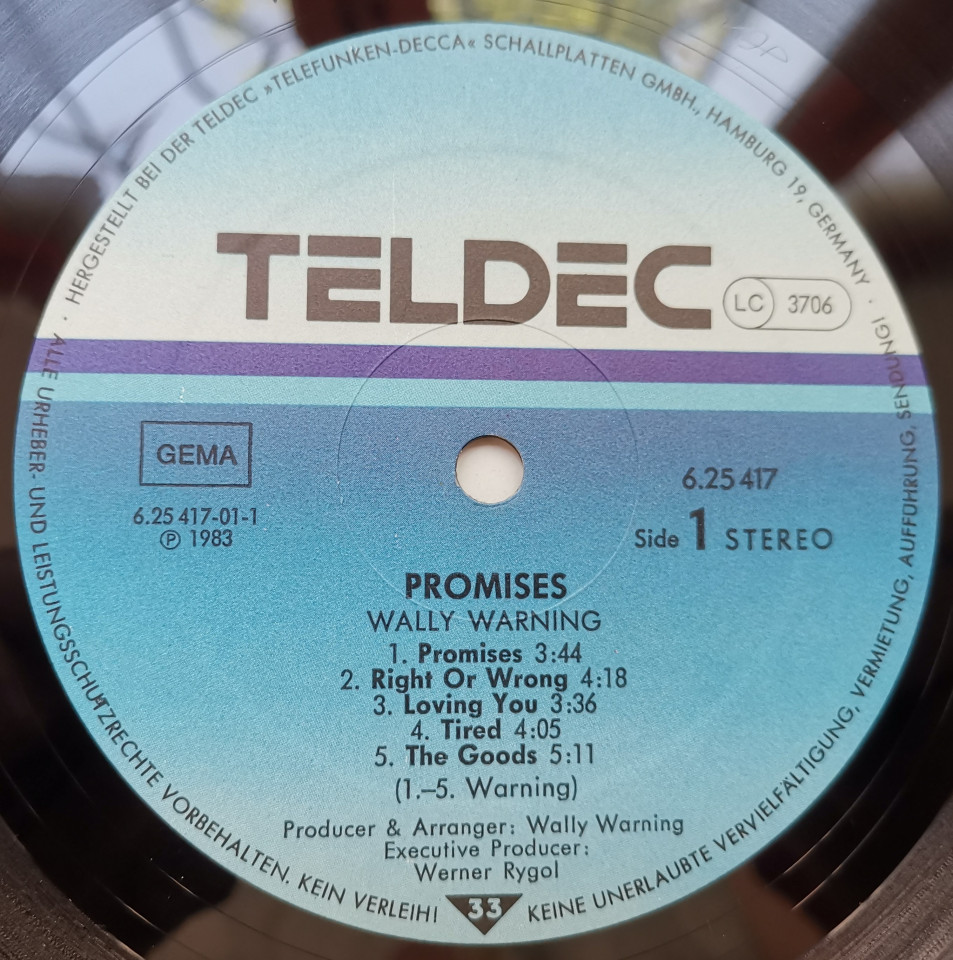 HERGESTELLT BEI DER TELDEC »TELEFUNKEN-DECCA« SCHALLPLATTEN GMBH., HAMBURG 19, GERMANY ·
TELDEC
LC 3706
GEMA
6.25 417-01-1
Ⓟ 1983
6.25 417
Side 1 STEREO
PROMISES
WALLY WARNING
1. Promises 3:44
2. Right Or Wrong 4:18
3. Loving You 3:36
4. Tired 4:05
5. The Goods 5:11
(1.–5. Warning)
Producer & Arranger: Wally Warning
Executive Producer:
Werner Rygol
33
· ALLE URHEBER- UND LEISTUNGSSCHUTZRECHTE VORBEHALTEN. KEIN VERLEIH! KEINE UNERLAUBTE VERVIELFÄLTIGUNG, VERMIETUNG, AUFFÜHRUNG, SENDUNG!